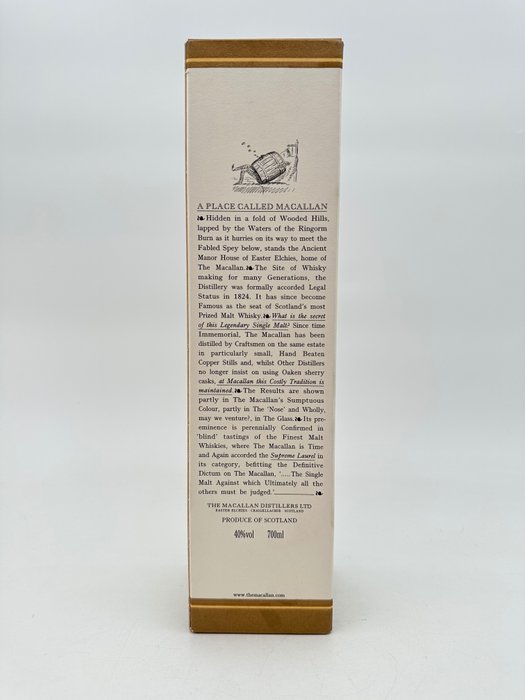 A PLACE CALLED MACALLAN
❧Hidden in a fold of Wooded Hills,
lapped by the Waters of the Ringorm
Burn as it hurries on its way to meet the
Fabled Spey below, stands the Ancient
Manor House of Easter Elchies, home
of The Macallan.❧The Site of Whisky
making for many Generations, the
Distillery was formally accorded Legal
Status in 1824. It has since become
Famous as the seat of Scotland's most
Prized Malt Whisky.❧What is the secret
of this Legendary Single Malt? Since time
Immemorial, The Macallan has been
distilled by Craftsmen on the same estate
in particularly small, Hand Beaten
Copper Stills and, whilst Other Distillers
no longer insist on using Oaken sherry
casks, at Macallan this Costly Tradition is
maintained.❧The Results are shown
partly in The Macallan's Sumptuous
Colour, partly in The 'Nose' and Wholly,
may we venture?, in The Glass.❧Its pre-
eminence is perennially Confirmed in
'blind' tastings of the Finest Malt
Whiskies, where The Macallan is Time
and Again accorded the Supreme Laurel in
its category, befitting the Definitive
Dictum on The Macallan, '.....The Single
Malt Against which Ultimately all the
others must be judged.'________❧
THE MACALLAN DISTILLERS LTD
EASTER ELCHIES CRAIGELLACHIE SCOTLAND
PRODUCE OF SCOTLAND
40%vol 700ml
www.themacallan.com